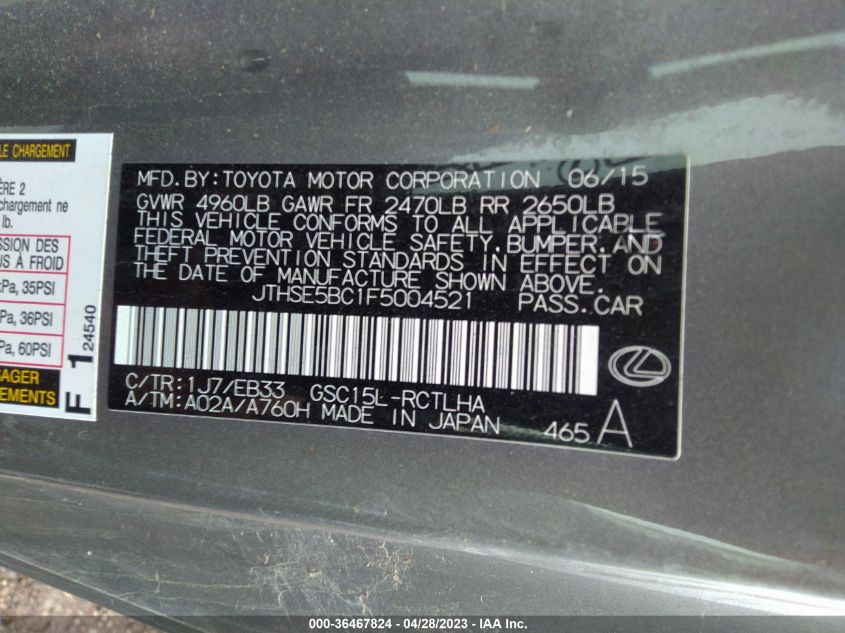 LE CHARGEMENT
ÈRE 2
chargement ne
lb.
SSION DES
US À FROID
kPa, 35PSI
Pa, 36PSI
Pa, 60PSI
SAGER
EMENTS
F 1 24540
MFD.BY:TOYOTA MOTOR CORPORATION 06/15
GVWR 4960LB GAWR FR 2470LB RR 2650LB
THIS VEHICLE CONFORMS TO ALL APPLICABLE
FEDERAL MOTOR VEHICLE SAFETY,BUMPER,AND
THEFT PREVENTION STANDARDS IN EFFECT ON
THE DATE OF MANUFACTURE SHOWN ABOVE.
JTHSE5BC1F5004521 PASS.CAR
C/TR:1J7/EB33 GSC15L-RCTLHA
A/TM:A02A/A760H MADE IN JAPAN 465 A
000-36467824 - 04/28/2023 - IAA Inc.